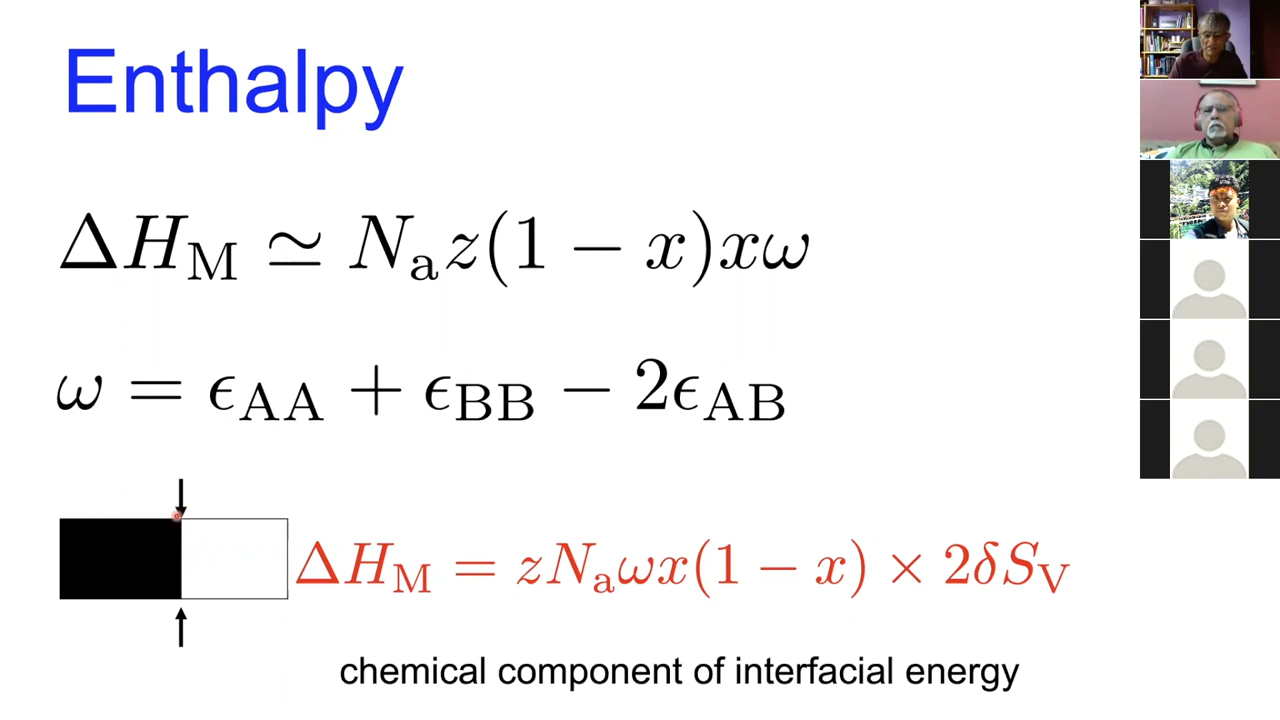 Enthalpy
ΔH_M ≃ N_a z(1 − x)xω
ω = ϵ_AA + ϵ_BB − 2ϵ_AB
ΔH_M = zN_a ωx(1 − x) × 2δS_V
chemical component of interfacial energy